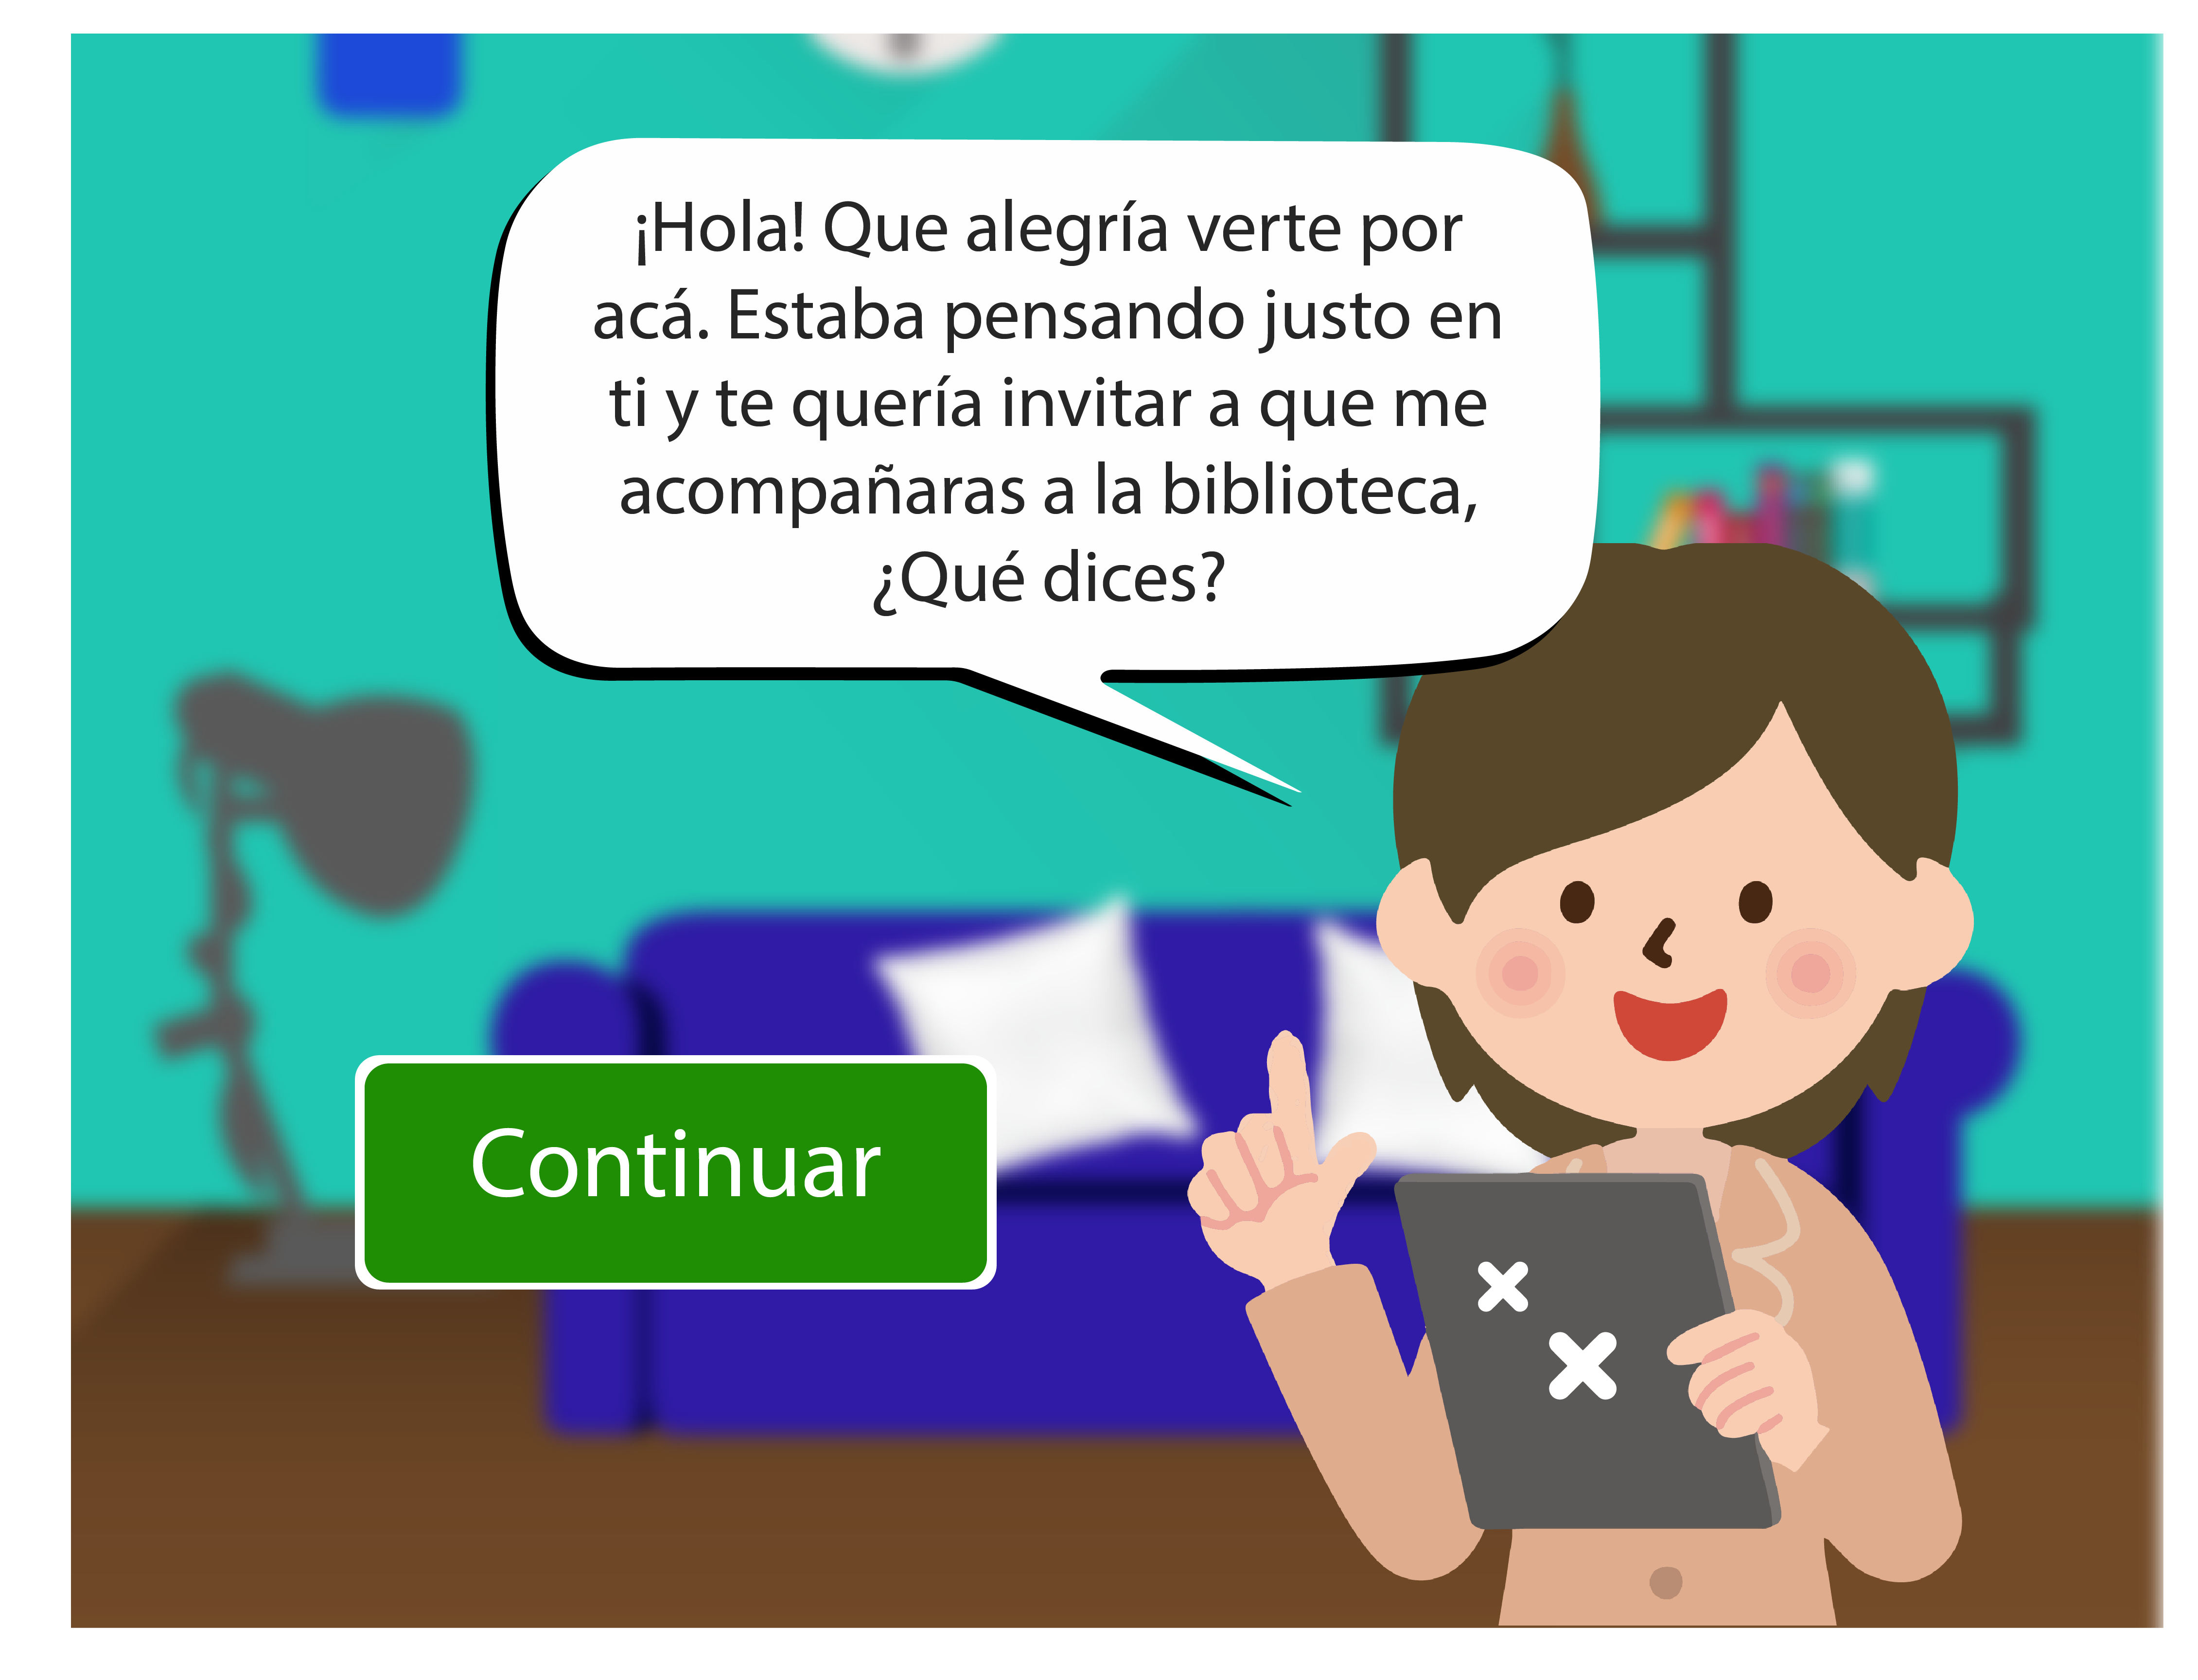 ¡Hola! Que alegría verte por
acá. Estaba pensando justo en
ti y te quería invitar a que me
acompañaras a la biblioteca,
¿Qué dices?
Continuar